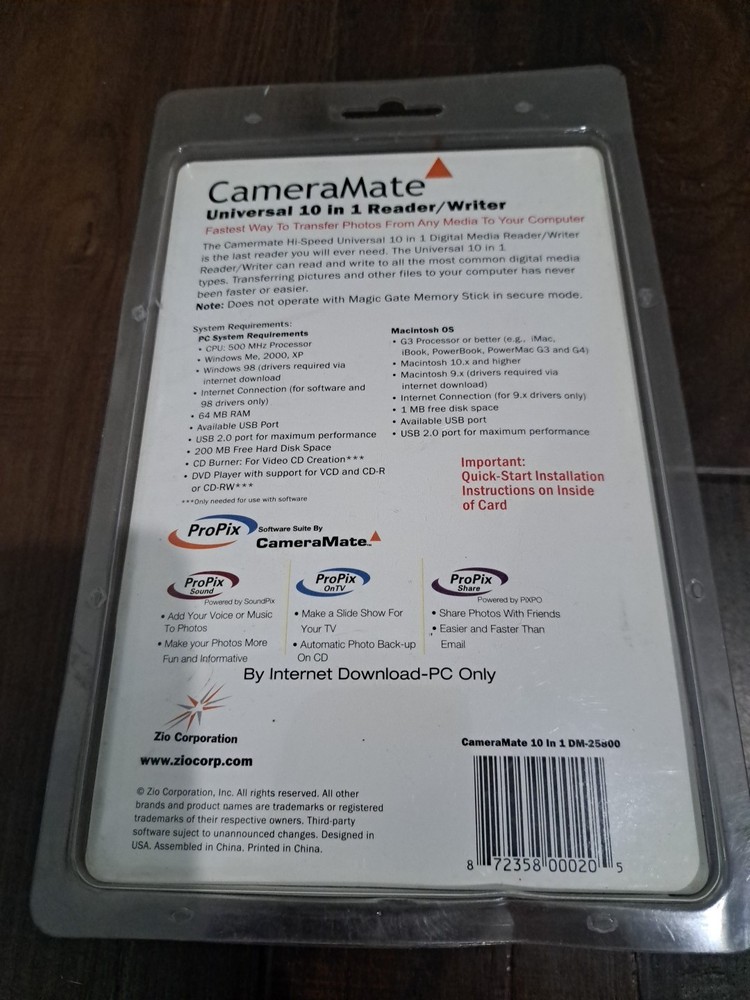 CameraMate
Universal 10 in 1 Reader/Writer
Fastest Way To Transfer Photos From Any Media To Your Computer
The Camermate Hi-Speed Universal 10 in 1 Digital Media Reader/Writer
is the last reader you will ever need. The Universal 10 in 1
Reader/Writer can read and write to all the most common digital media
types. Transferring pictures and other files to your computer has never
been faster or easier.
Note: Does not operate with Magic Gate Memory Stick in secure mode.
System Requirements:
PC System Requirements
• CPU: 500 MHz Processor
• Windows Me, 2000, XP
• Windows 98 (drivers required via
internet download)
• Internet Connection (for software and
98 drivers only)
• 64 MB RAM
• Available USB Port
• USB 2.0 port for maximum performance
• 200 MB Free Hard Disk Space
• CD Burner: For Video CD Creation***
• DVD Player with support for VCD and CD-R
or CD-RW***
***Only needed for use with software
Macintosh OS
• G3 Processor or better (e.g., iMac,
iBook, PowerBook, PowerMac G3 and G4)
• Macintosh 10.x and higher
• Macintosh 9.x (drivers required via
internet download)
• Internet Connection (for 9.x drivers only)
• 1 MB free disk space
• Available USB port
• USB 2.0 port for maximum performance
Important:
Quick-Start Installation
Instructions on Inside
of Card
ProPix Software Suite By
CameraMate™
ProPix
Sound
Powered by SoundPix
• Add Your Voice or Music
To Photos
• Make your Photos More
Fun and Informative
ProPix
OnTV
• Make a Slide Show For
Your TV
• Automatic Photo Back-up
On CD
ProPix
Share
Powered by PiXPO
• Share Photos With Friends
• Easier and Faster Than
Email
By Internet Download-PC Only
Zio Corporation
www.ziocorp.com
© Zio Corporation, Inc. All rights reserved. All other
brands and product names are trademarks or registered
trademarks of their respective owners. Third-party
software suject to unannounced changes. Designed in
USA. Assembled in China. Printed in China.
CameraMate 10 In 1 DM-25800
8 72358 00020 5